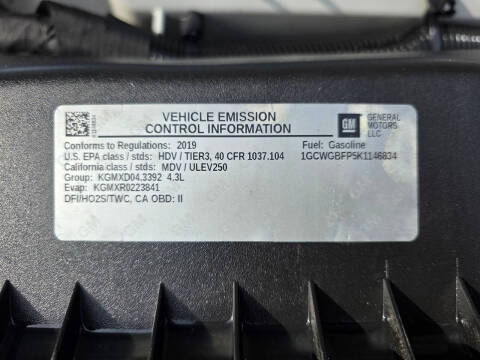 VEHICLE EMISSION
CONTROL INFORMATION
GM GENERAL
MOTORS
LLC
Conforms to Regulations: 2019 Fuel: Gasoline
U.S. EPA class / stds: HDV / TIER3, 40 CFR 1037.104 1GCWGBFP5K1146834
California class / stds: MDV / ULEV250
Group: KGMXD04.3392 4.3L
Evap: KGMXR0223841
DFI/HO2S/TWC, CA OBD: II